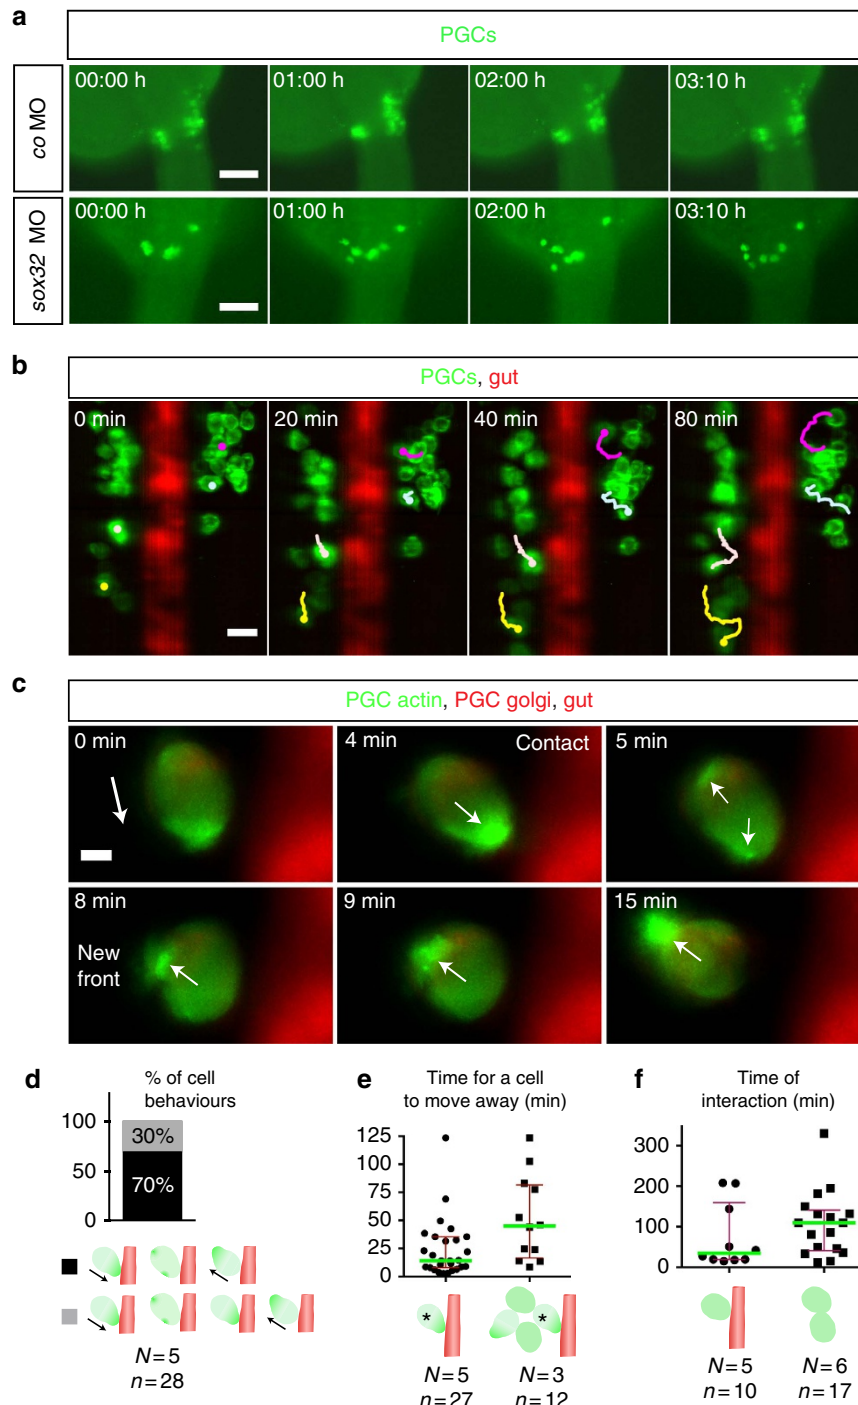 a
PGCs
co MO
00:00 h
01:00 h
02:00 h
03:10 h
sox32 MO
00:00 h
01:00 h
02:00 h
03:10 h
b
PGCs, gut
0 min
20 min
40 min
80 min
c
PGC actin, PGC golgi, gut
0 min
4 min
Contact
5 min
8 min
New
front
9 min
15 min
d
% of cell
behaviours
100
50
0
30%
70%
N=5
n=28
e
Time for a cell
to move away (min)
125
100
75
50
25
0
*
*
N=5
n=27
N=3
n=12
f
Time of
interaction (min)
300
200
100
0
N=5
n=10
N=6
n=17